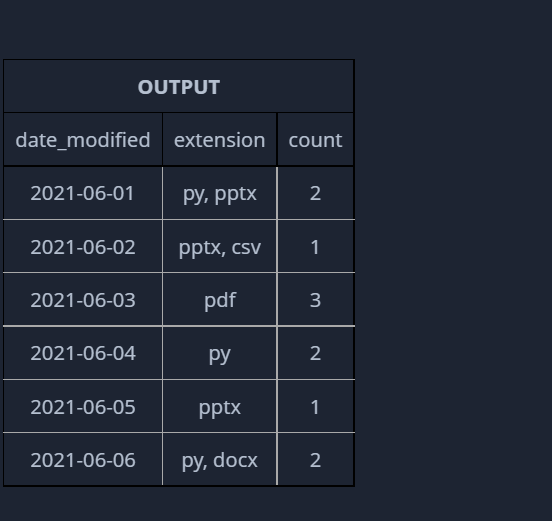 OUTPUT
date_modified extension count
2021-06-01 py, pptx 2
2021-06-02 pptx, csv 1
2021-06-03 pdf 3
2021-06-04 py 2
2021-06-05 pptx 1
2021-06-06 py, docx 2